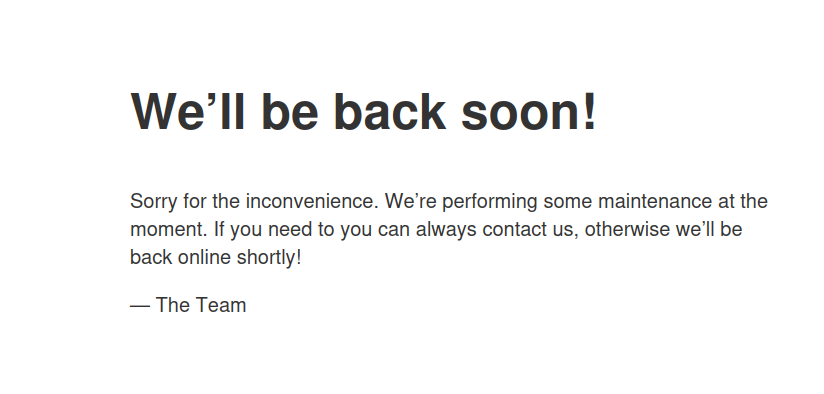 We’ll be back soon!
Sorry for the inconvenience. We’re performing some maintenance at the
moment. If you need to you can always contact us, otherwise we’ll be
back online shortly!
— The Team